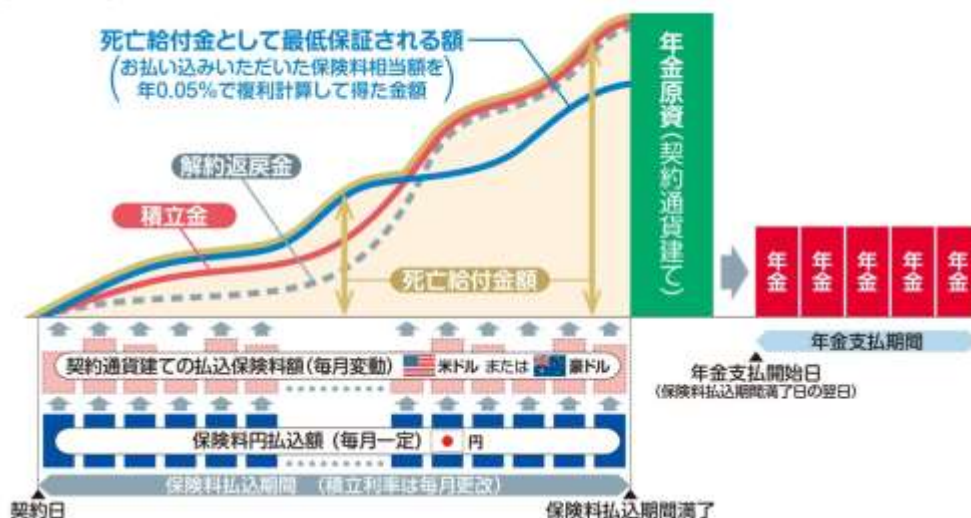 死亡給付金として最低保証される額
(お払い込みいただいた保険料相当額を
年0.05%で複利計算して得た金額)
解約返戻金
積立金
死亡給付金額
年金原資(契約通貨建て)
年金 年金 年金 年金 年金
年金支払期間
年金支払開始日
(保険料払込期間満了日の翌日)
契約通貨建ての払込保険料額(毎月変動) 米ドル または 豪ドル
保険料円払込額(毎月一定) 円
保険料払込期間 (積立利率は毎月更改)
契約日
保険料払込期間満了